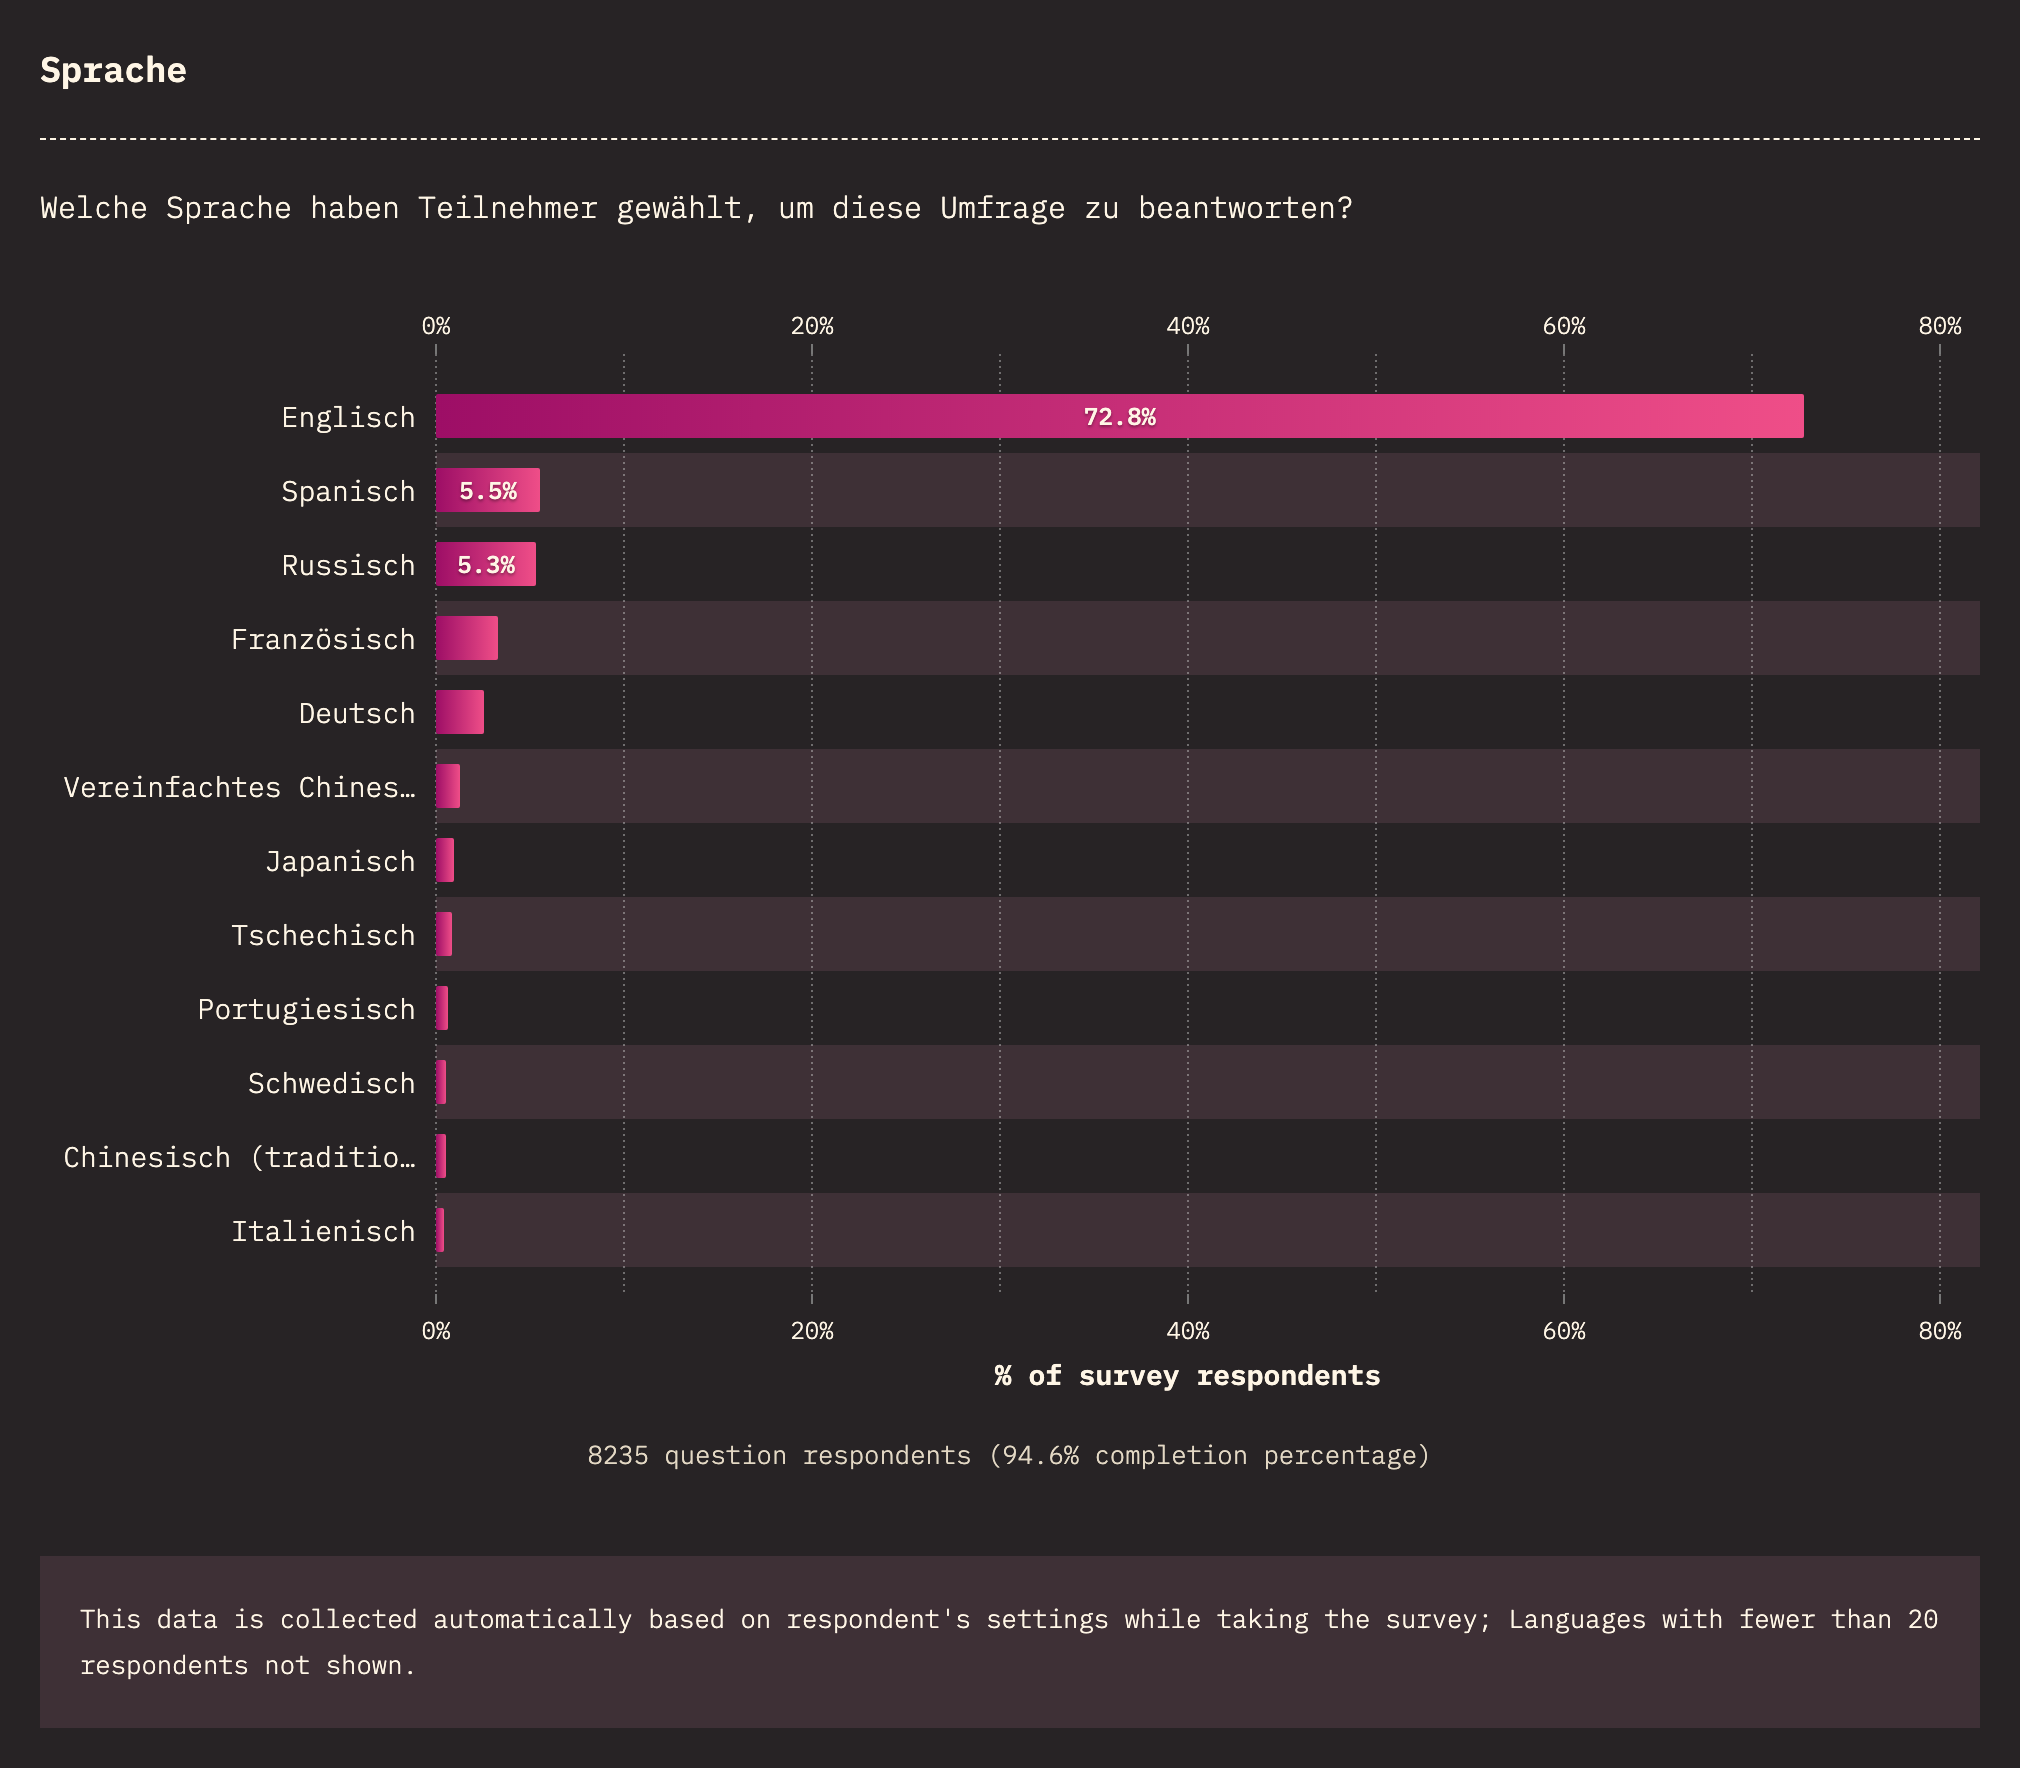 Sprache
Welche Sprache haben Teilnehmer gewählt, um diese Umfrage zu beantworten?
0% 20% 40% 60% 80%
Englisch 72.8%
Spanisch 5.5%
Russisch 5.3%
Französisch
Deutsch
Vereinfachtes Chines…
Japanisch
Tschechisch
Portugiesisch
Schwedisch
Chinesisch (traditio…
Italienisch
0% 20% 40% 60% 80%
% of survey respondents
8235 question respondents (94.6% completion percentage)
This data is collected automatically based on respondent's settings while taking the survey; Languages with fewer than 20
respondents not shown.